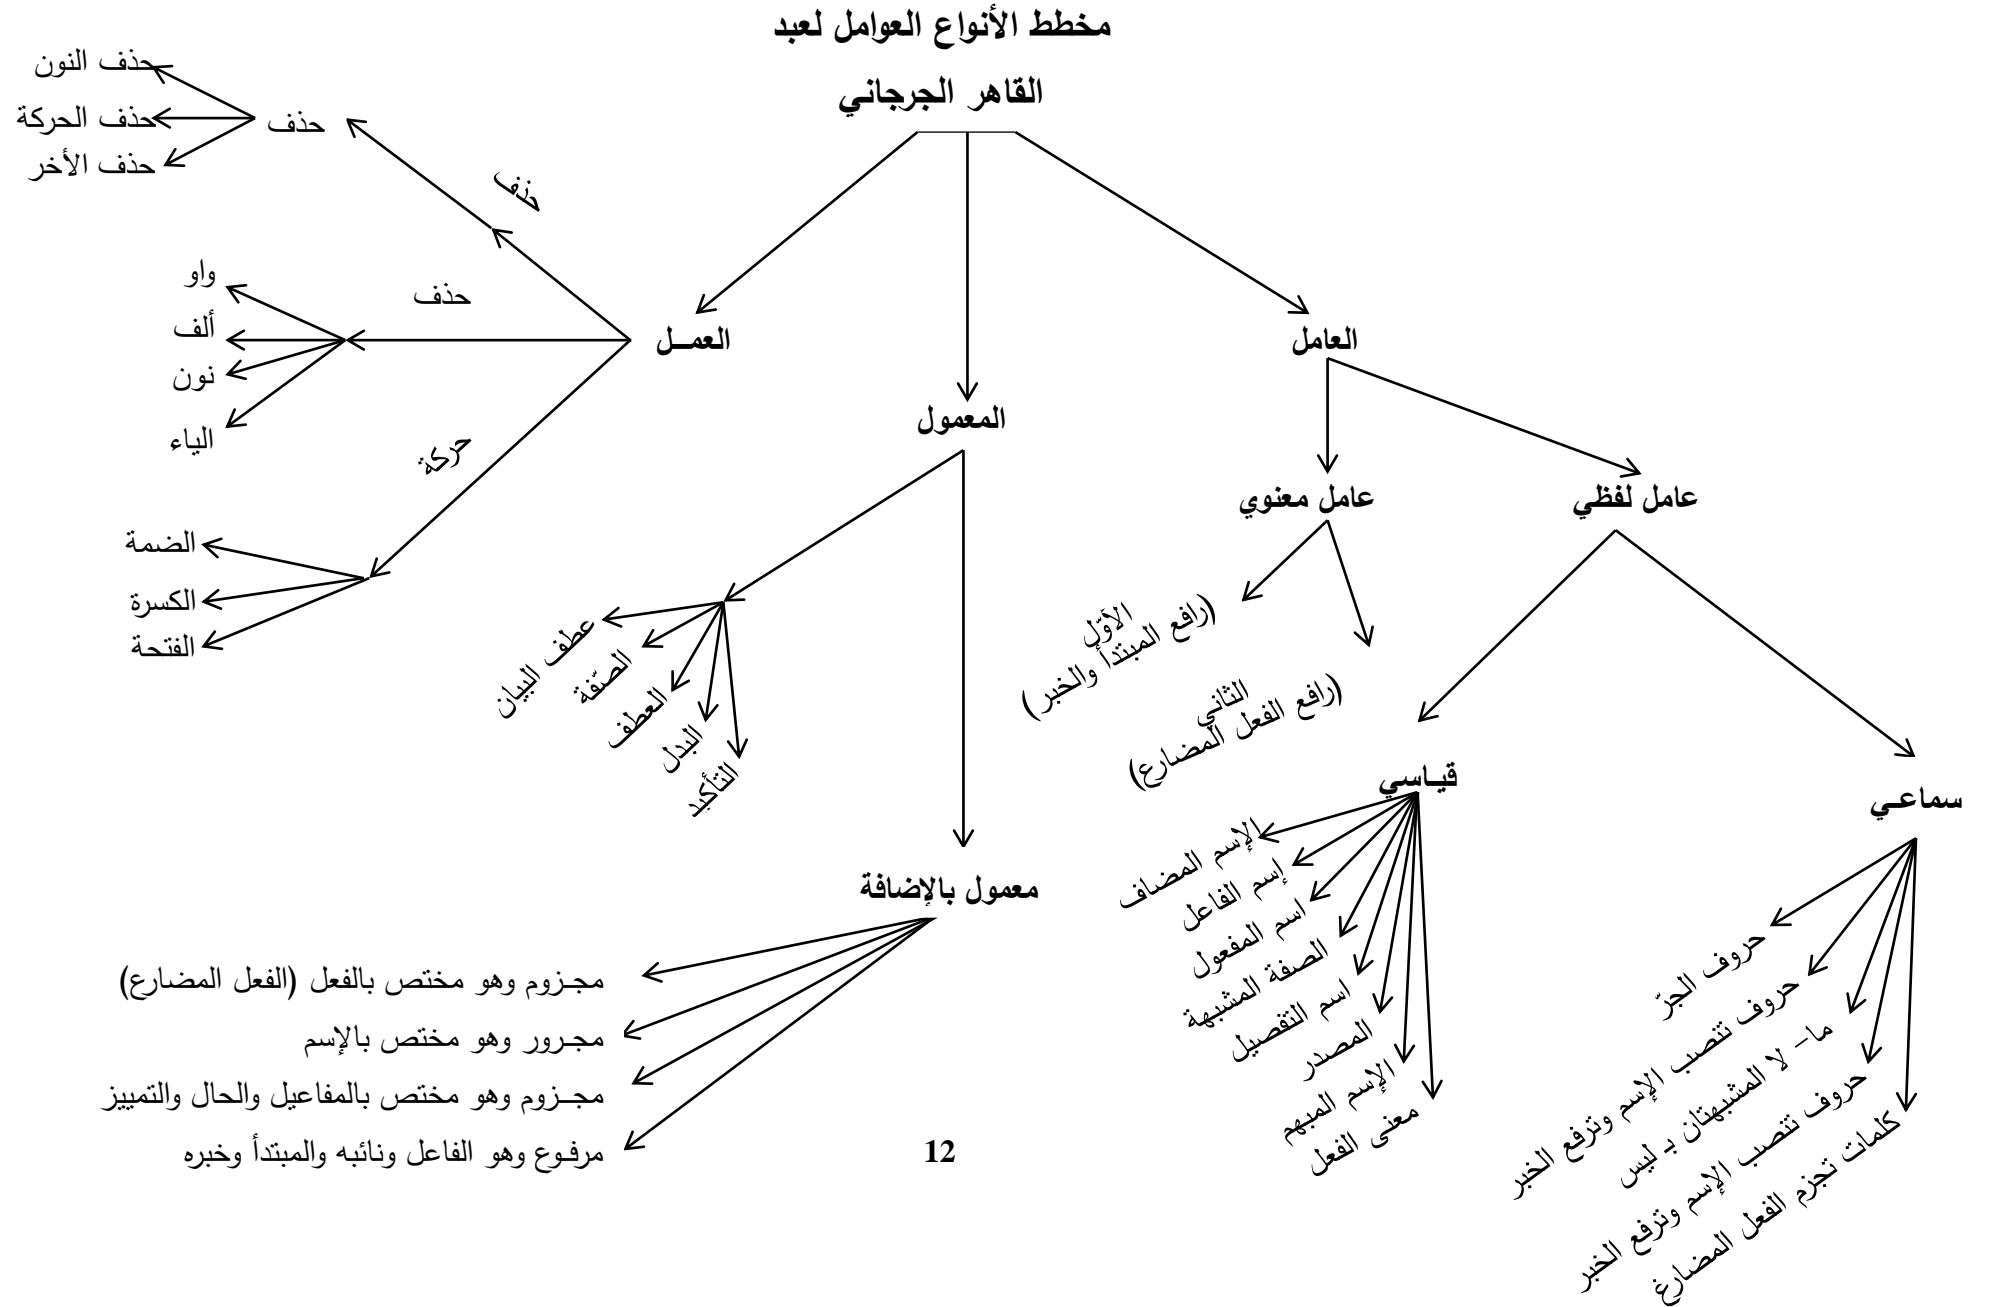 مخطط الأنواع العوامل لعبد
القاهر الجرجاني
العامل
المعمول
العمــل
عامل لفظي
عامل معنوي
سماعـي
قيـاسي
حروف الجرّ
حروف تنصب الإسم وترفع الخبر
ما- لا المشبهتان بـ ليس
حروف تنصب الإسم وترفع الخبر
كلمات تجزم الفعل المضارغ
الإسم المضاف
إسم الفاعل
اسم المفعول
الصفة المشبهة
اسم التفصيل
المصدر
الإسم المبهم
معنى الفعل
الأوّل
(رافع المبتدأ والخبر)
الثاني
(رافع الفعل المضارع)
عطف البيان
الصّفة
العطف
البدل
التأكيد
معمول بالإضافة
مجـزوم وهو مختص بالفعل (الفعل المضارع)
مجـرور وهو مختص بالإسم
مجــزوم وهو مختص بالمفاعيل والحال والتمييز
مرفـوع وهو الفاعل ونائبه والمبتدأ وخبره
حذف
حذف
حذف النون
حذف الحركة
حذف الأخر
حذف
واو
ألف
نون
الياء
حركة
الضمة
الكسرة
الفتحة
12